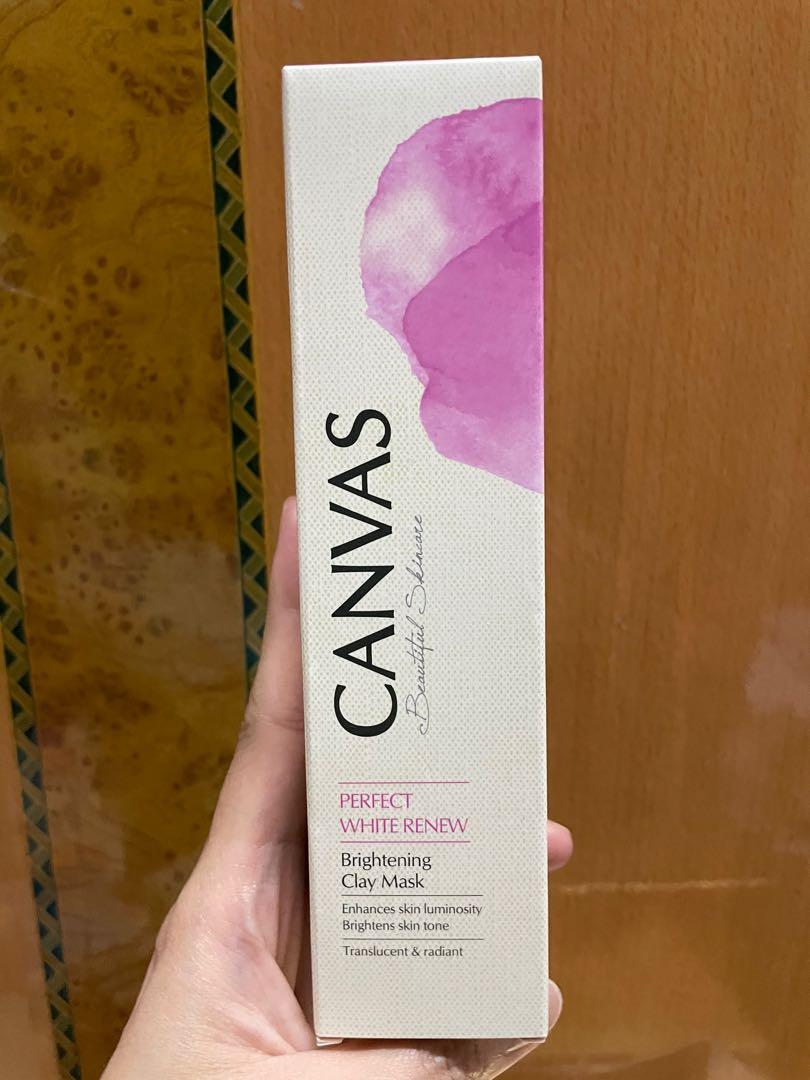 CANVAS
Beautiful Skincare
PERFECT
WHITE RENEW
Brightening
Clay Mask
Enhances skin luminosity
Brightens skin tone
Translucent & radiant